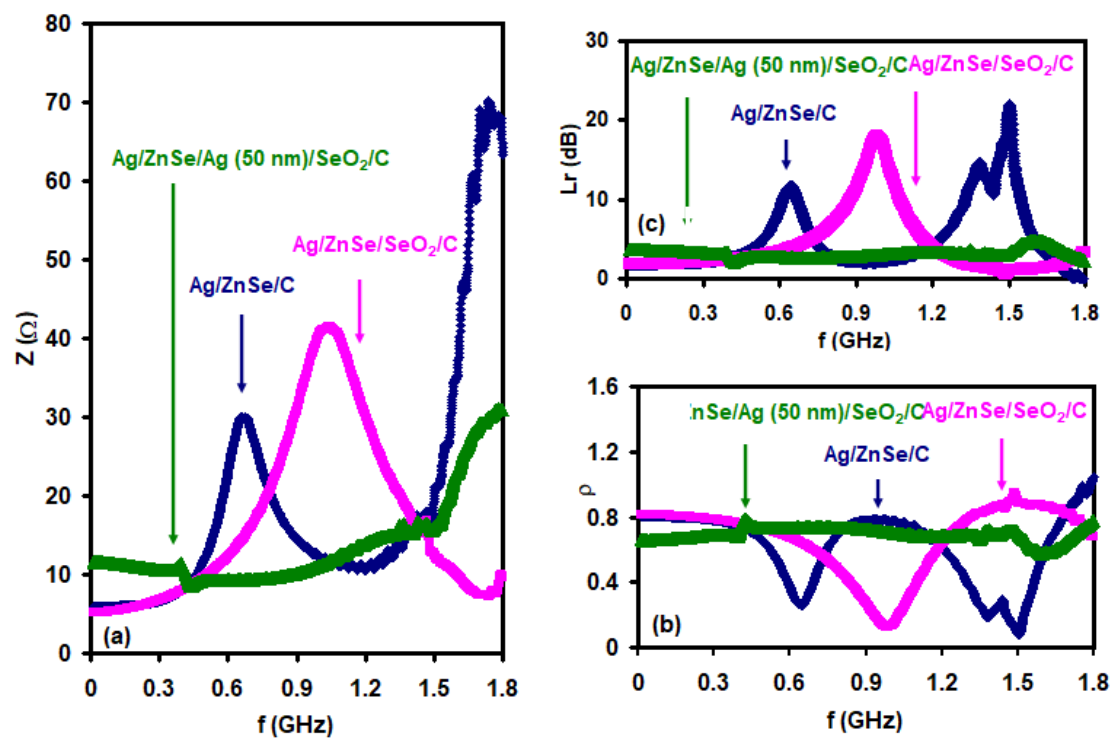 80
70
60
50
40
30
20
10
0
Z (Ω)
Ag/ZnSe/Ag (50 nm)/SeO₂/C
Ag/ZnSe/SeO₂/C
Ag/ZnSe/C
(a)
0 0.3 0.6 0.9 1.2 1.5 1.8
f (GHz)
30
20
10
0
Lr (dB)
Ag/ZnSe/Ag (50 nm)/SeO₂/C Ag/ZnSe/SeO₂/C
Ag/ZnSe/C
(c)
0 0.3 0.6 0.9 1.2 1.5 1.8
f (GHz)
1.6
1.2
0.8
0.4
0
ρ
ZnSe/Ag (50 nm)/SeO₂/C Ag/ZnSe/SeO₂/C
Ag/ZnSe/C
(b)
0 0.3 0.6 0.9 1.2 1.5 1.8
f (GHz)